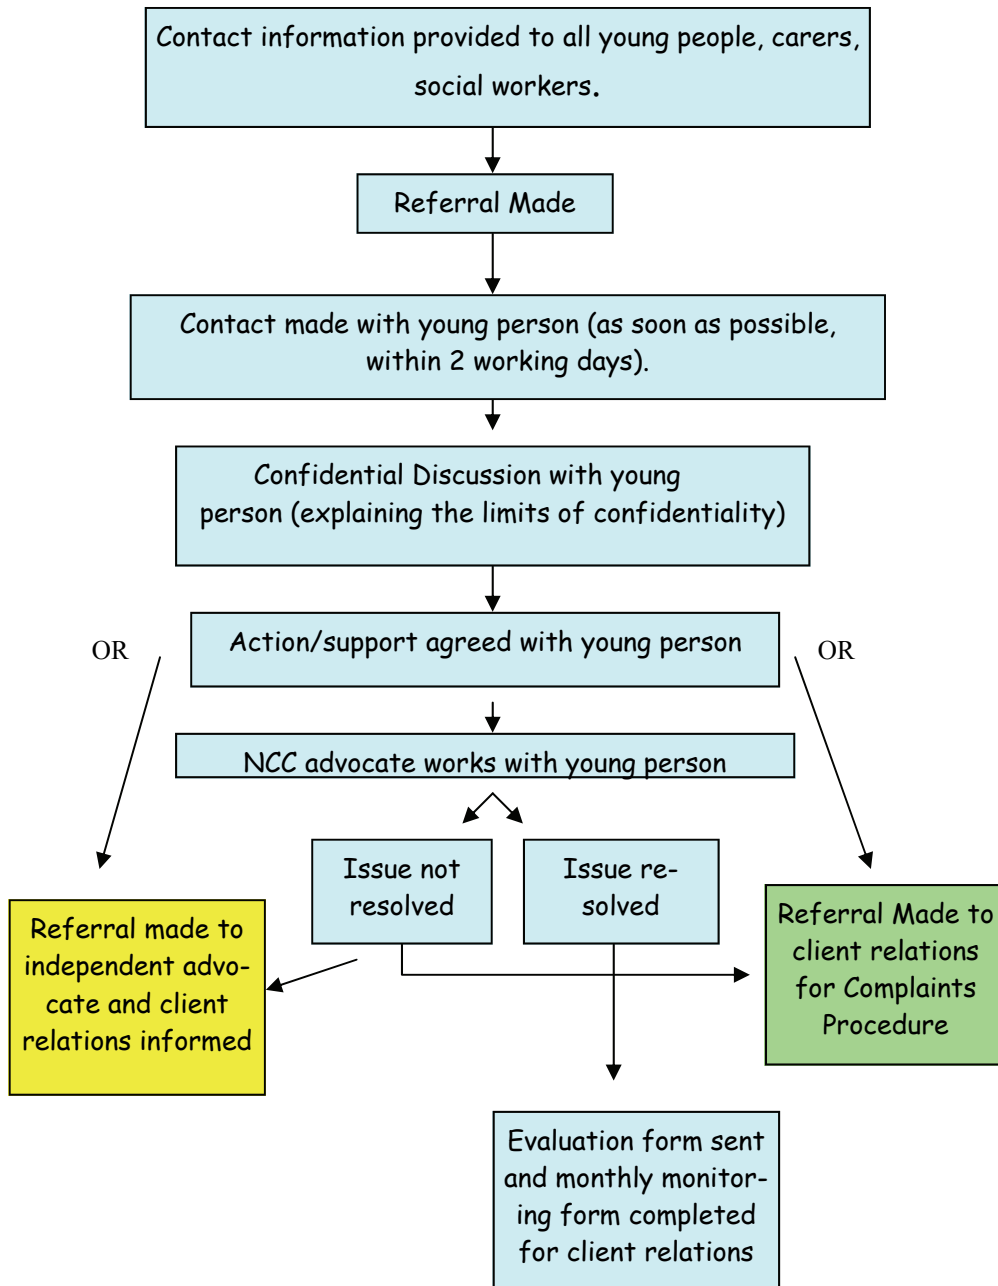 Contact information provided to all young people, carers,
social workers.
Referral Made
Contact made with young person (as soon as possible,
within 2 working days).
Confidential Discussion with young
person (explaining the limits of confidentiality)
OR
Action/support agreed with young person
OR
NCC advocate works with young person
Issue not
resolved
Issue re-
solved
Referral made to
independent advo-
cate and client
relations informed
Referral Made to
client relations
for Complaints
Procedure
Evaluation form sent
and monthly monitor-
ing form completed
for client relations